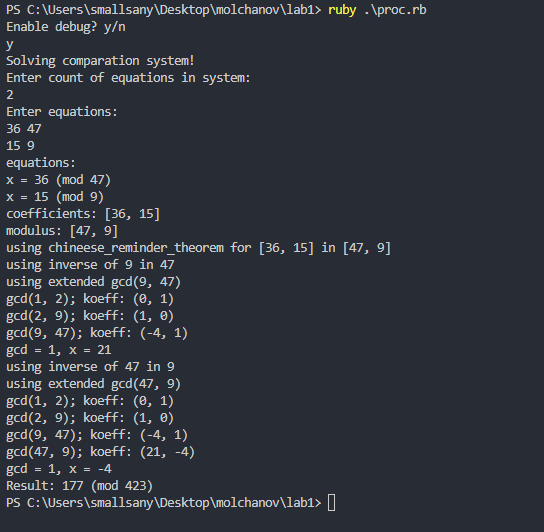 PS C:\Users\smallsany\Desktop\molchanov\lab1> ruby .\proc.rb
Enable debug? y/n
y
Solving comparation system!
Enter count of equations in system:
2
Enter equations:
36 47
15 9
equations:
x = 36 (mod 47)
x = 15 (mod 9)
coefficients: [36, 15]
modulus: [47, 9]
using chineese_reminder_theorem for [36, 15] in [47, 9]
using inverse of 9 in 47
using extended gcd(9, 47)
gcd(1, 2); koeff: (0, 1)
gcd(2, 9); koeff: (1, 0)
gcd(9, 47); koeff: (-4, 1)
gcd = 1, x = 21
using inverse of 47 in 9
using extended gcd(47, 9)
gcd(1, 2); koeff: (0, 1)
gcd(2, 9); koeff: (1, 0)
gcd(9, 47); koeff: (-4, 1)
gcd(47, 9); koeff: (21, -4)
gcd = 1, x = -4
Result: 177 (mod 423)
PS C:\Users\smallsany\Desktop\molchanov\lab1>